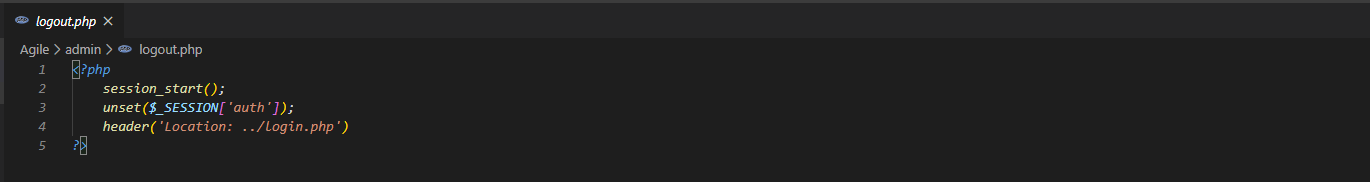 logout.php
Agile > admin > logout.php
1 <?php
2 session_start();
3 unset($_SESSION['auth']);
4 header('Location: ../login.php')
5 ?>